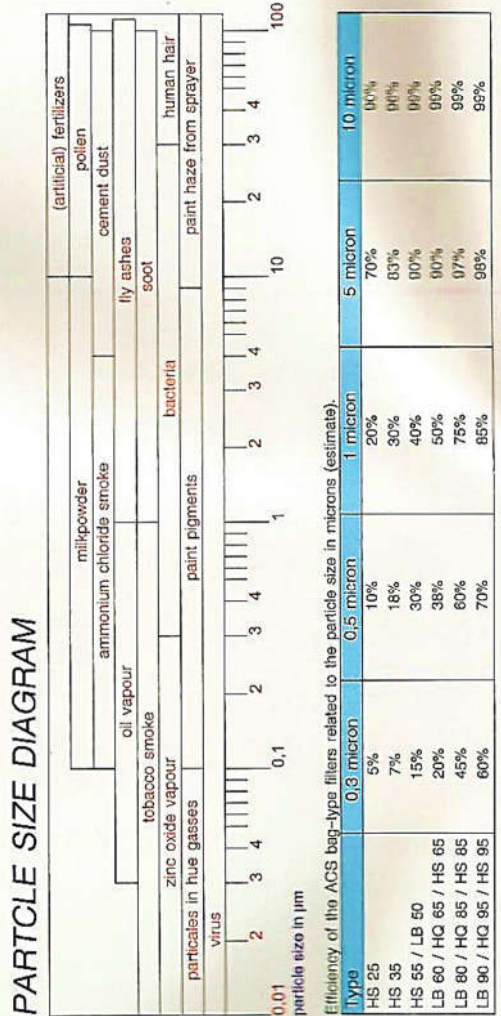 PARTCLE SIZE DIAGRAM
(artiticial) fertilizers
milkpowder pollen
ammonium chloride smoke cement dust
oil vapour fly ashes
tobacco smoke soot
zinc oxide vapour bacteria human hair
particales in hue gasses paint pigments paint haze from sprayer
virus
0,01 2 3 4 0,1 2 3 4 1 2 3 4 10 2 3 4 100
particle size in µm
Efficiency of the ACS bag-type filters related to the particle size in microns (estimate).
Type 0,3 micron 0,5 micron 1 micron 5 micron 10 micron
HS 25 5% 10% 20% 70% 90%
HS 35 7% 18% 30% 83% 98%
HS 55 / LB 50 15% 30% 40% 90% 99%
LB 60 / HQ 65 / HS 65 20% 38% 50% 90% 99%
LB 80 / HQ 85 / HS 85 45% 60% 75% 97% 99%
LB 90 / HQ 95 / HS 95 60% 70% 85% 98% 99%